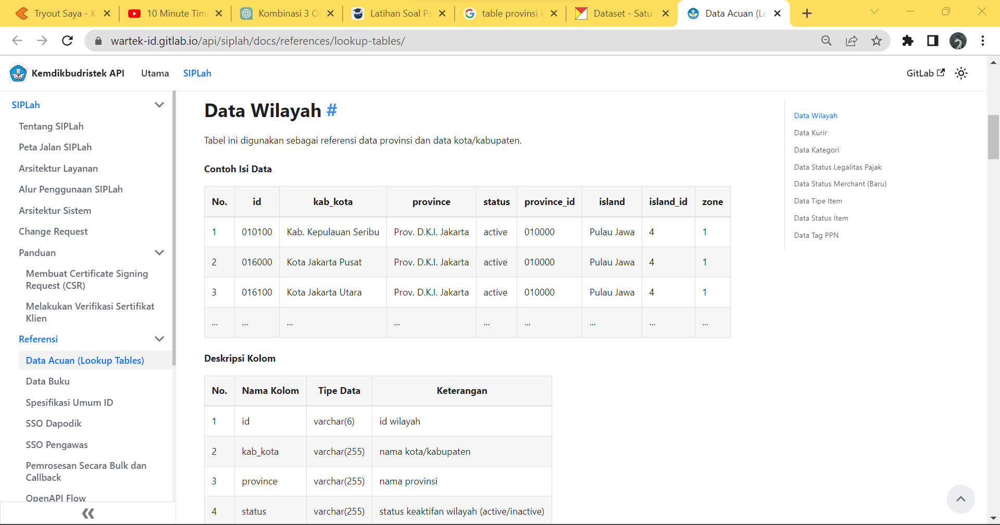 Tryout Saya - K
10 Minute Time
Kombinasi 3 O
Latihan Soal Ps
table provinsi k
Dataset - Satu
Data Acuan (Lo
wartek-id.gitlab.io/api/siplah/docs/references/lookup-tables/
Kemdikbudristek API Utama SIPLah GitLab
SIPLah
Tentang SIPLah
Peta Jalan SIPLah
Arsitektur Layanan
Alur Penggunaan SIPLah
Arsitektur Sistem
Change Request
Panduan
Membuat Certificate Signing
Request (CSR)
Melakukan Verifikasi Sertifikat
Klien
Referensi
Data Acuan (Lookup Tables)
Data Buku
Spesifikasi Umum ID
SSO Dapodik
SSO Pengawas
Pemrosesan Secara Bulk dan
Callback
OpenAPI Flow
Data Wilayah #
Tabel ini digunakan sebagai referensi data provinsi dan data kota/kabupaten.
Contoh Isi Data
No. id kab_kota province status province_id island island_id zone
1 010100 Kab. Kepulauan Seribu Prov. D.K.I. Jakarta active 010000 Pulau Jawa 4 1
2 016000 Kota Jakarta Pusat Prov. D.K.I. Jakarta active 010000 Pulau Jawa 4 1
3 016100 Kota Jakarta Utara Prov. D.K.I. Jakarta active 010000 Pulau Jawa 4 1
... ... ... ... ... ... ... ... ...
Deskripsi Kolom
No. Nama Kolom Tipe Data Keterangan
1 id varchar(6) id wilayah
2 kab_kota varchar(255) nama kota/kabupaten
3 province varchar(255) nama provinsi
4 status varchar(255) status keaktifan wilayah (active/inactive)
Data Wilayah
Data Kurir
Data Kategori
Data Status Legalitas Pajak
Data Status Merchant (Baru)
Data Tipe Item
Data Status Item
Data Tag PPN